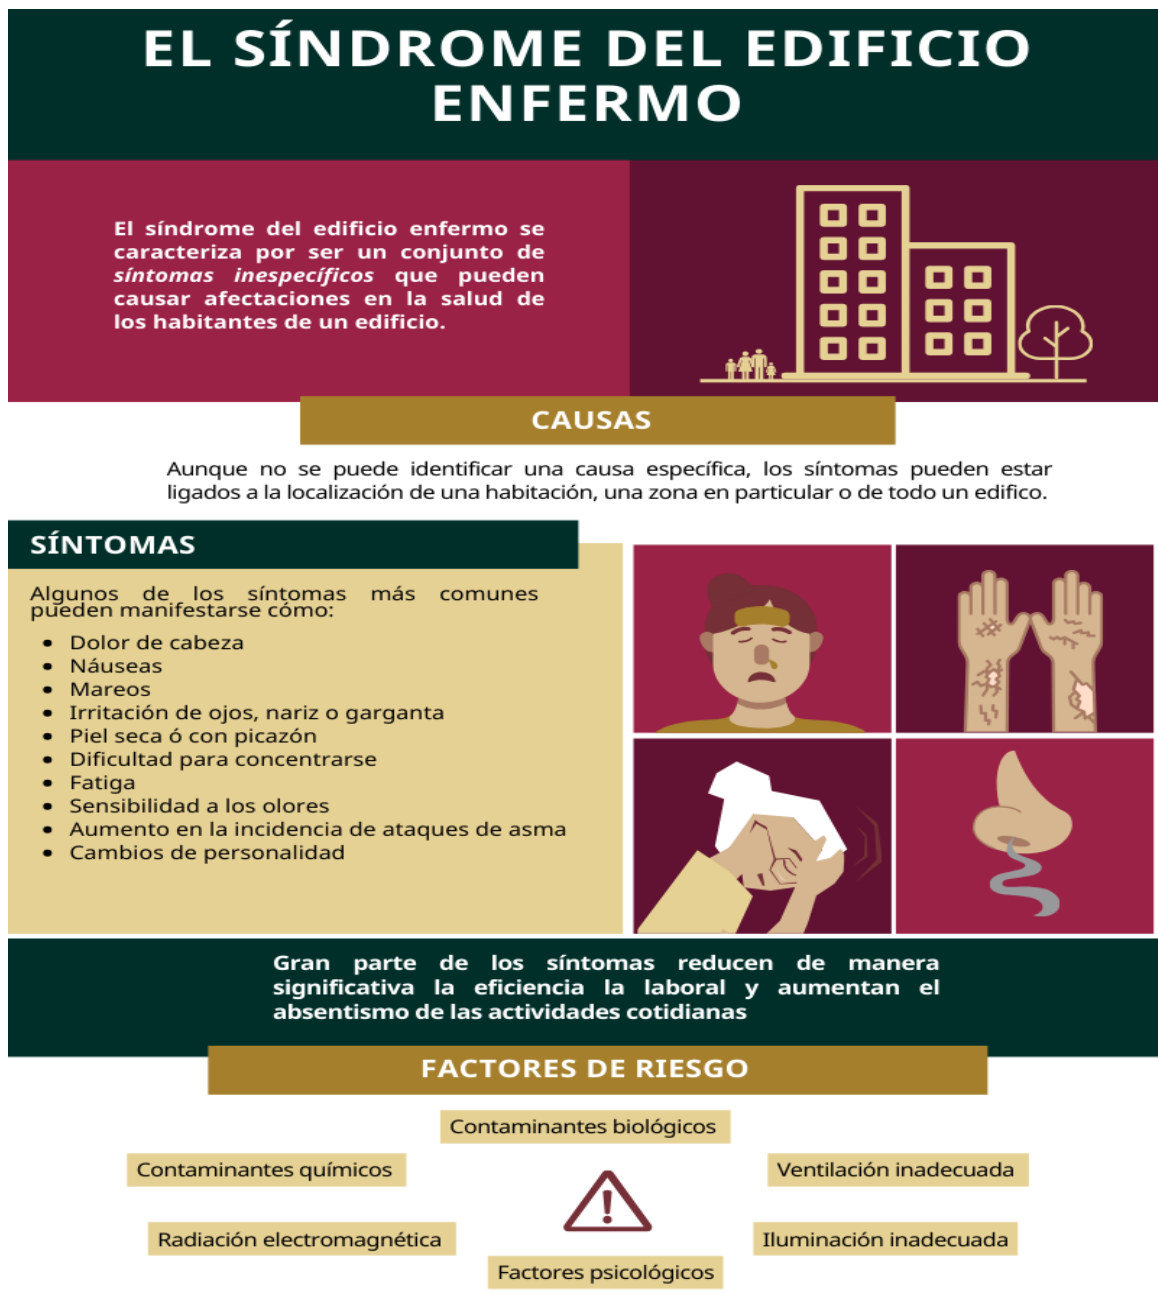 EL SÍNDROME DEL EDIFICIO
ENFERMO
El síndrome del edificio enfermo se
caracteriza por ser un conjunto de
síntomas inespecíficos que pueden
causar afectaciones en la salud de
los habitantes de un edificio.
CAUSAS
Aunque no se puede identificar una causa específica, los síntomas pueden estar
ligados a la localización de una habitación, una zona en particular o de todo un edifico.
SÍNTOMAS
Algunos de los síntomas más comunes
pueden manifestarse cómo:
• Dolor de cabeza
• Náuseas
• Mareos
• Irritación de ojos, nariz o garganta
• Piel seca ó con picazón
• Dificultad para concentrarse
• Fatiga
• Sensibilidad a los olores
• Aumento en la incidencia de ataques de asma
• Cambios de personalidad
Gran parte de los síntomas reducen de manera
significativa la eficiencia la laboral y aumentan el
absentismo de las actividades cotidianas
FACTORES DE RIESGO
Contaminantes biológicos
Contaminantes químicos
Ventilación inadecuada
Radiación electromagnética
Iluminación inadecuada
Factores psicológicos